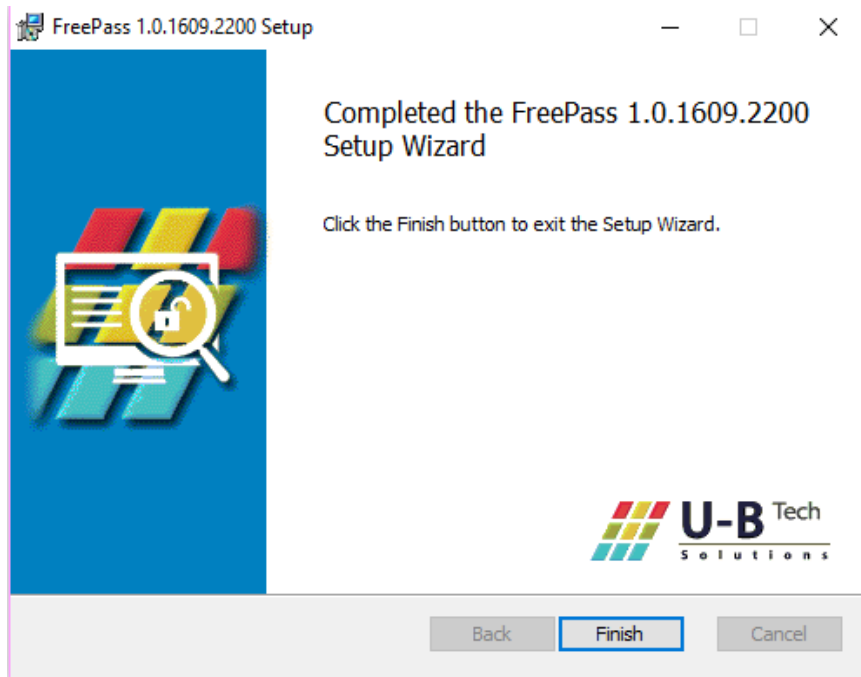 FreePass 1.0.1609.2200 Setup
Completed the FreePass 1.0.1609.2200
Setup Wizard
Click the Finish button to exit the Setup Wizard.
U-B Tech
Solutions
Back Finish Cancel